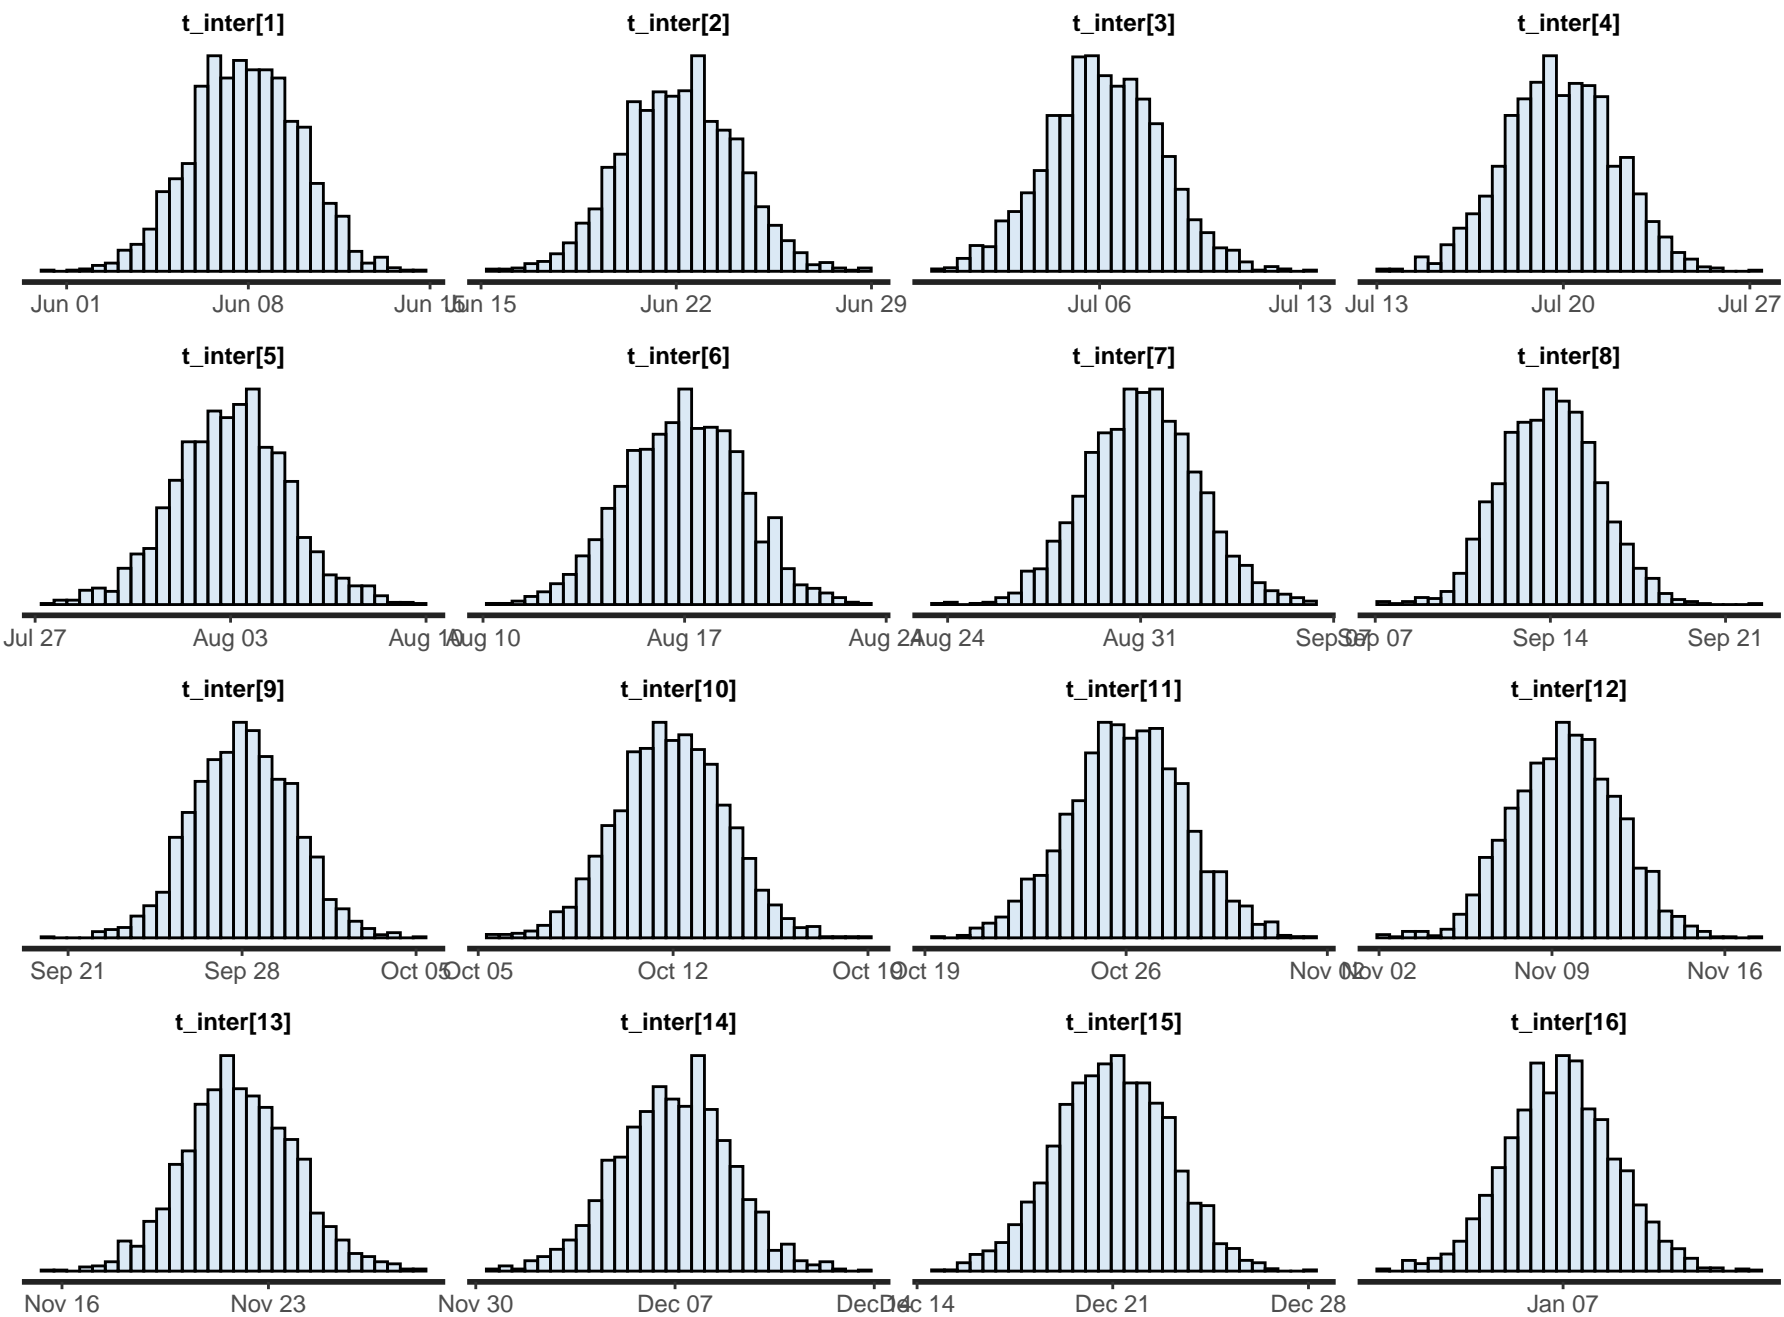 t_inter[1] t_inter[2] t_inter[3] t_inter[4]
Jun 01 Jun 08 Jun 15 Jun 15 Jun 22 Jun 29 Jul 06 Jul 13 Jul 13 Jul 20 Jul 27
t_inter[5] t_inter[6] t_inter[7] t_inter[8]
Jul 27 Aug 03 Aug 10 Aug 10 Aug 17 Aug 24 Aug 24 Aug 31 Sep 07 Sep 07 Sep 14 Sep 21
t_inter[9] t_inter[10] t_inter[11] t_inter[12]
Sep 21 Sep 28 Oct 05 Oct 05 Oct 12 Oct 19 Oct 19 Oct 26 Nov 02 Nov 02 Nov 09 Nov 16
t_inter[13] t_inter[14] t_inter[15] t_inter[16]
Nov 16 Nov 23 Nov 30 Dec 07 Dec 14 Dec 14 Dec 21 Dec 28 Jan 07